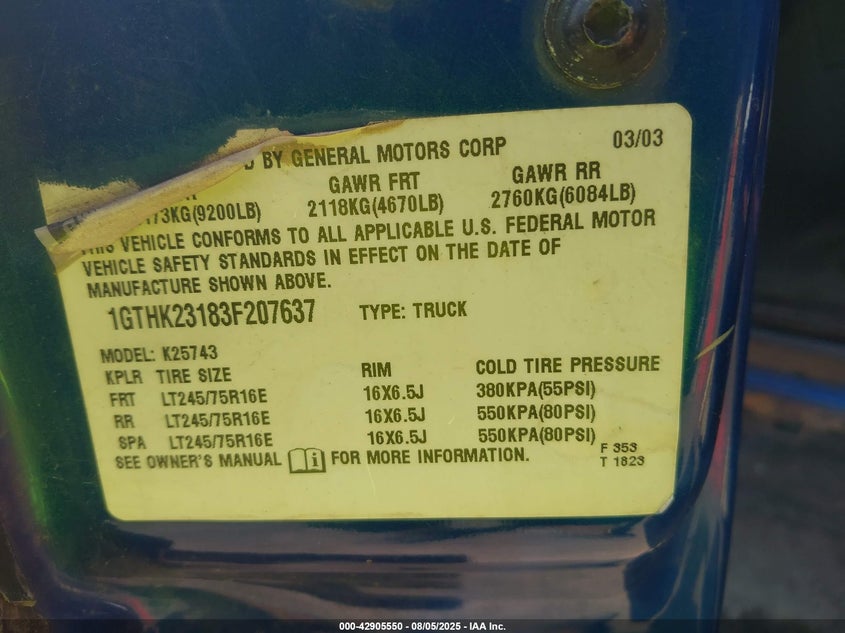 D BY GENERAL MOTORS CORP 03/03
GAWR FRT GAWR RR
73KG(9200LB) 2118KG(4670LB) 2760KG(6084LB)
THIS VEHICLE CONFORMS TO ALL APPLICABLE U.S. FEDERAL MOTOR
VEHICLE SAFETY STANDARDS IN EFFECT ON THE DATE OF
MANUFACTURE SHOWN ABOVE.
1GTHK23183F207637 TYPE: TRUCK
MODEL: K25743
KPLR TIRE SIZE RIM COLD TIRE PRESSURE
FRT LT245/75R16E 16X6.5J 380KPA(55PSI)
RR LT245/75R16E 16X6.5J 550KPA(80PSI)
SPA LT245/75R16E 16X6.5J 550KPA(80PSI)
SEE OWNER'S MANUAL i FOR MORE INFORMATION.
F 353
T 1823
000-42905550 - 08/05/2025 - IAA Inc.